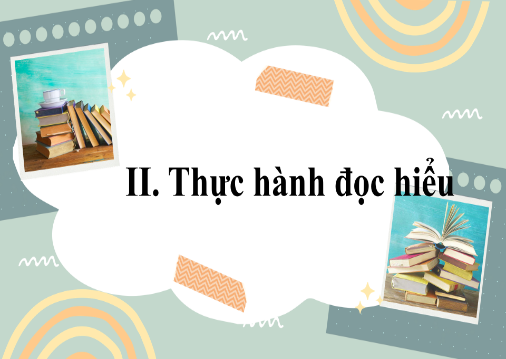 II. Thực hành đọc hiểu